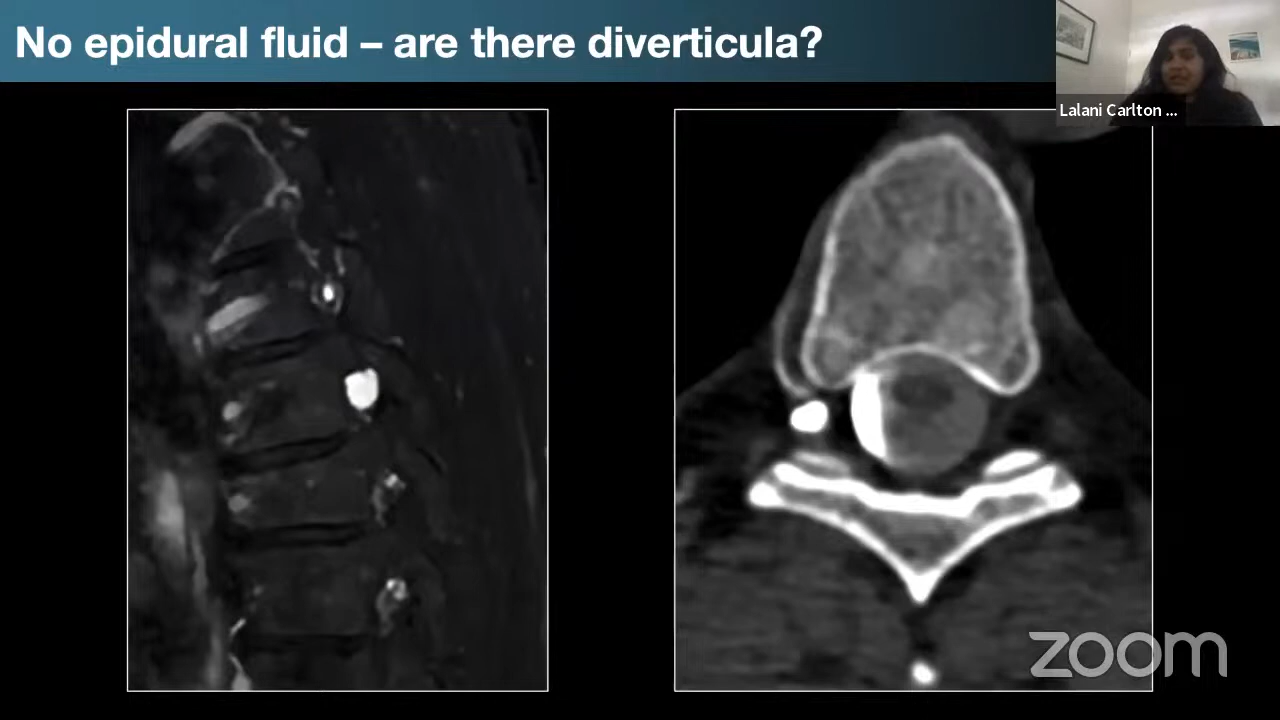 No epidural fluid – are there diverticula?
Lalani Carlton ...
zoom